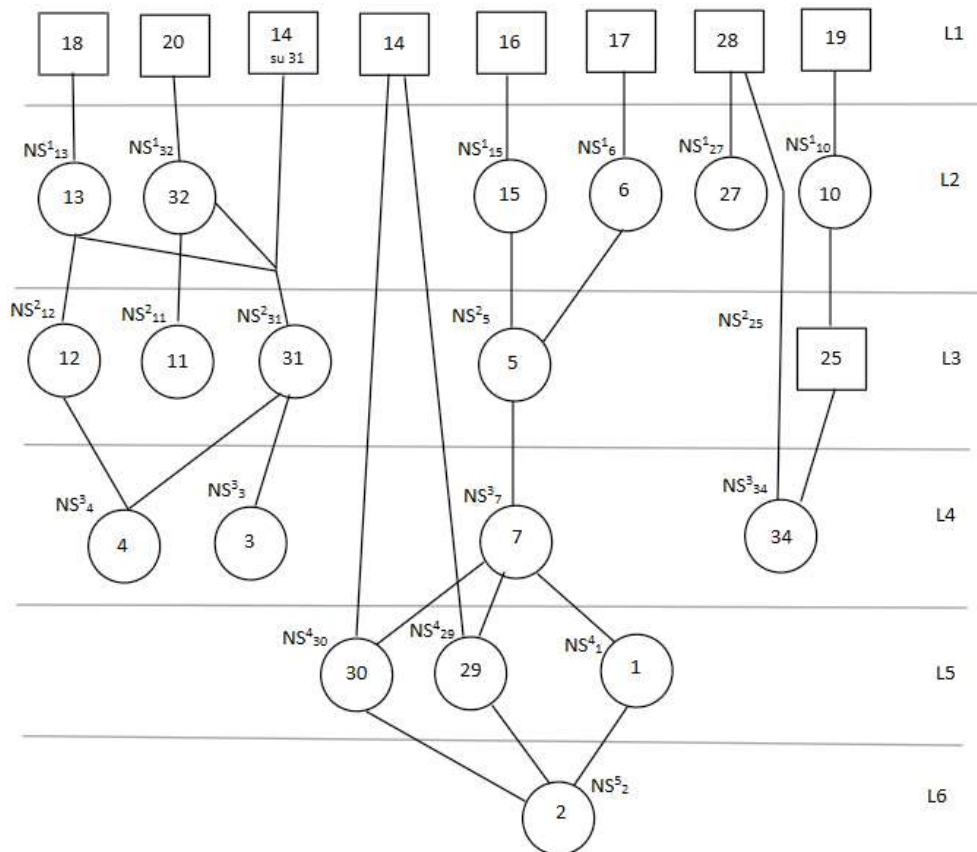 18
20
14
su 31
14
16
17
28
19
L1
NS¹₁₃
NS¹₃₂
NS¹₁₅
NS¹₆
NS¹₂₇
NS¹₁₀
13
32
15
6
27
10
L2
NS²₁₂
NS²₁₁
NS²₃₁
NS²₅
NS²₂₅
12
11
31
5
25
L3
NS³₄
NS³₃
NS³₇
NS³₃₄
4
3
7
34
L4
NS⁴₃₀
NS⁴₂₉
NS⁴₁
30
29
1
L5
NS⁵₂
2
L6